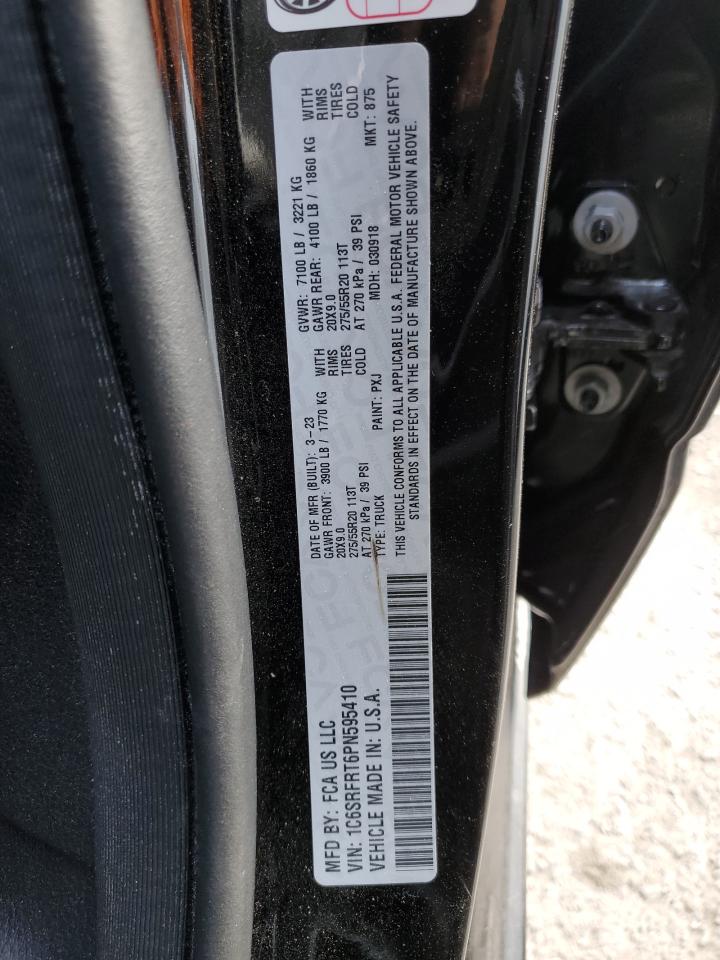 MFD BY: FCA US LLC
VIN: 1C6SRFRT6PN595410
VEHICLE MADE IN: U.S.A.
DATE OF MFR (BUILT): 3-23
GAWR FRONT: 3900 LB / 1770 KG WITH
20X9.0 RIMS
275/55R20 113T TIRES
AT 270 kPa / 39 PSI COLD
TYPE: TRUCK
PAINT: PXJ
GVWR: 7100 LB / 3221 KG
GAWR REAR: 4100 LB / 1860 KG WITH
20X9.0 RIMS
275/55R20 113T TIRES
AT 270 kPa / 39 PSI COLD
MDH: 030918
MKT: 875
THIS VEHICLE CONFORMS TO ALL APPLICABLE U.S.A. FEDERAL MOTOR VEHICLE SAFETY
STANDARDS IN EFFECT ON THE DATE OF MANUFACTURE SHOWN ABOVE.